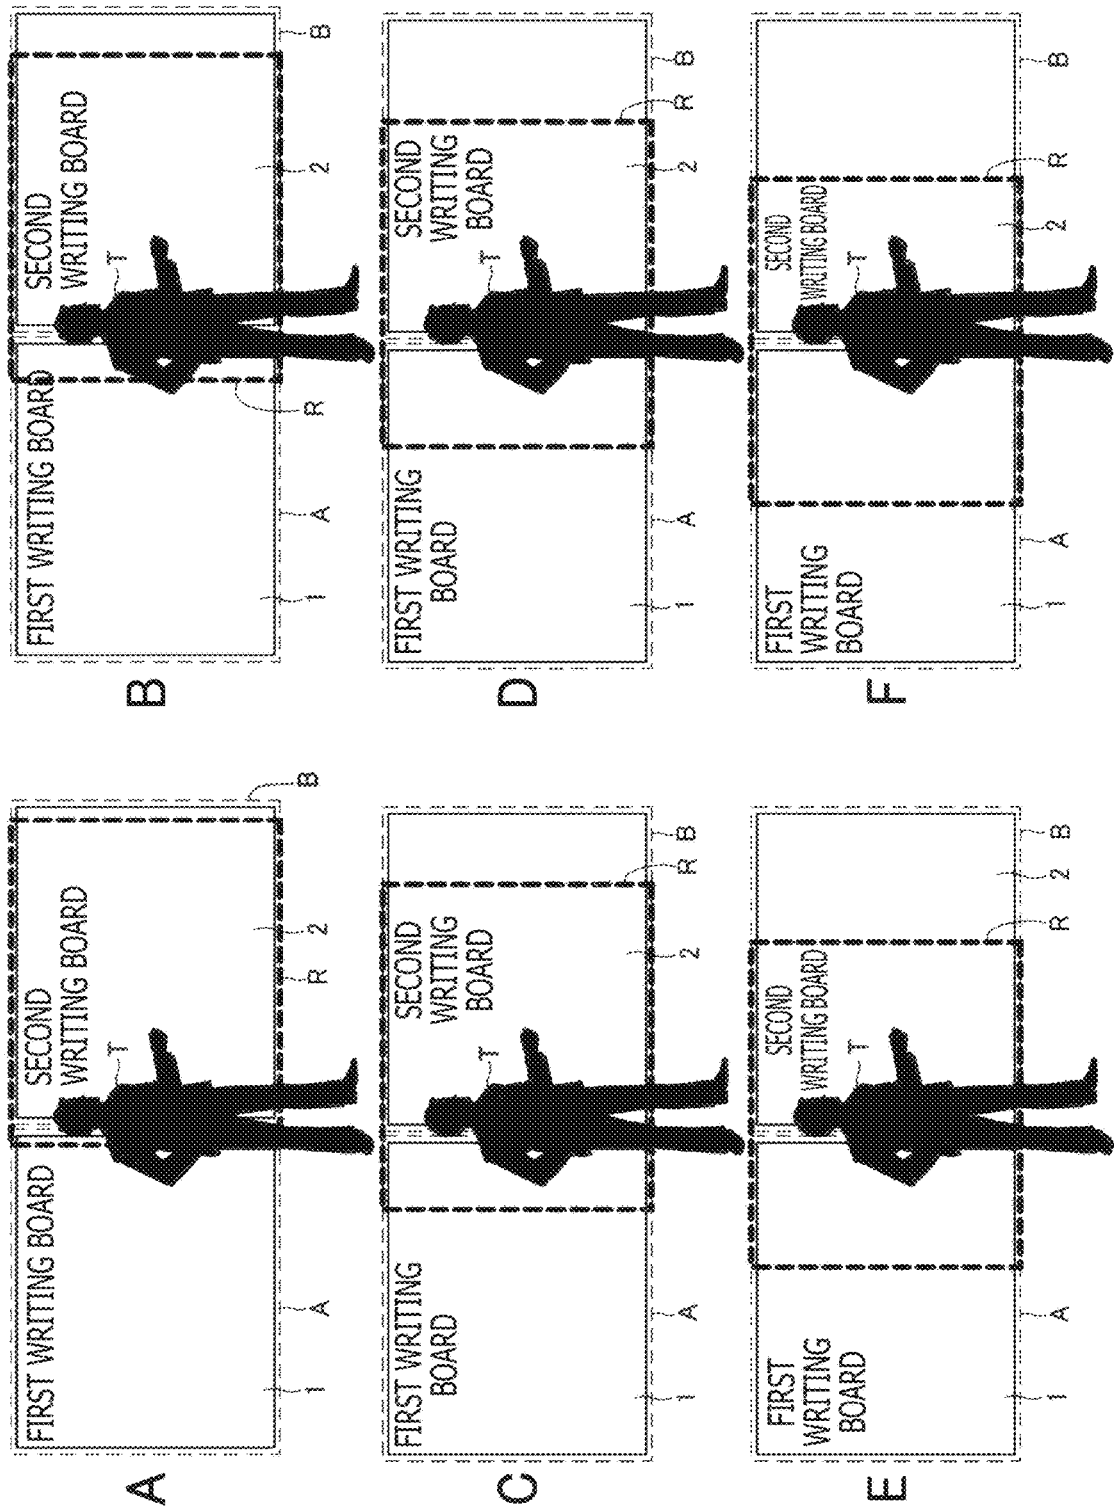 A
FIRST WRITING BOARD
SECOND
WRITING BOARD
T
1
A
R
2
B
B
FIRST WRITING BOARD
SECOND
WRITING BOARD
T
1
A
R
2
B
C
FIRST WRITING
BOARD
SECOND
WRITING
BOARD
T
1
A
2
R
B
D
FIRST WRITING
BOARD
SECOND
WRITING
BOARD
T
1
A
2
R
B
E
FIRST
WRITING
BOARD
SECOND
WRITING BOARD
T
1
A
R
2
B
F
FIRST
WRITING
BOARD
SECOND
WRITING BOARD
T
1
A
2
R
B